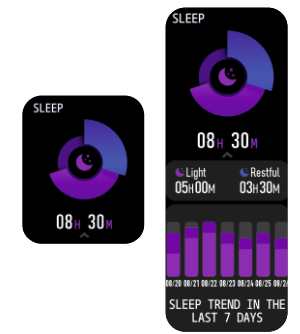 SLEEP
08H 30M
SLEEP
08H 30M
Light Restful
05H00M 03H30M
08/20 08/21 08/22 08/23 08/24 08/25 08/26
SLEEP TREND IN THE
LAST 7 DAYS